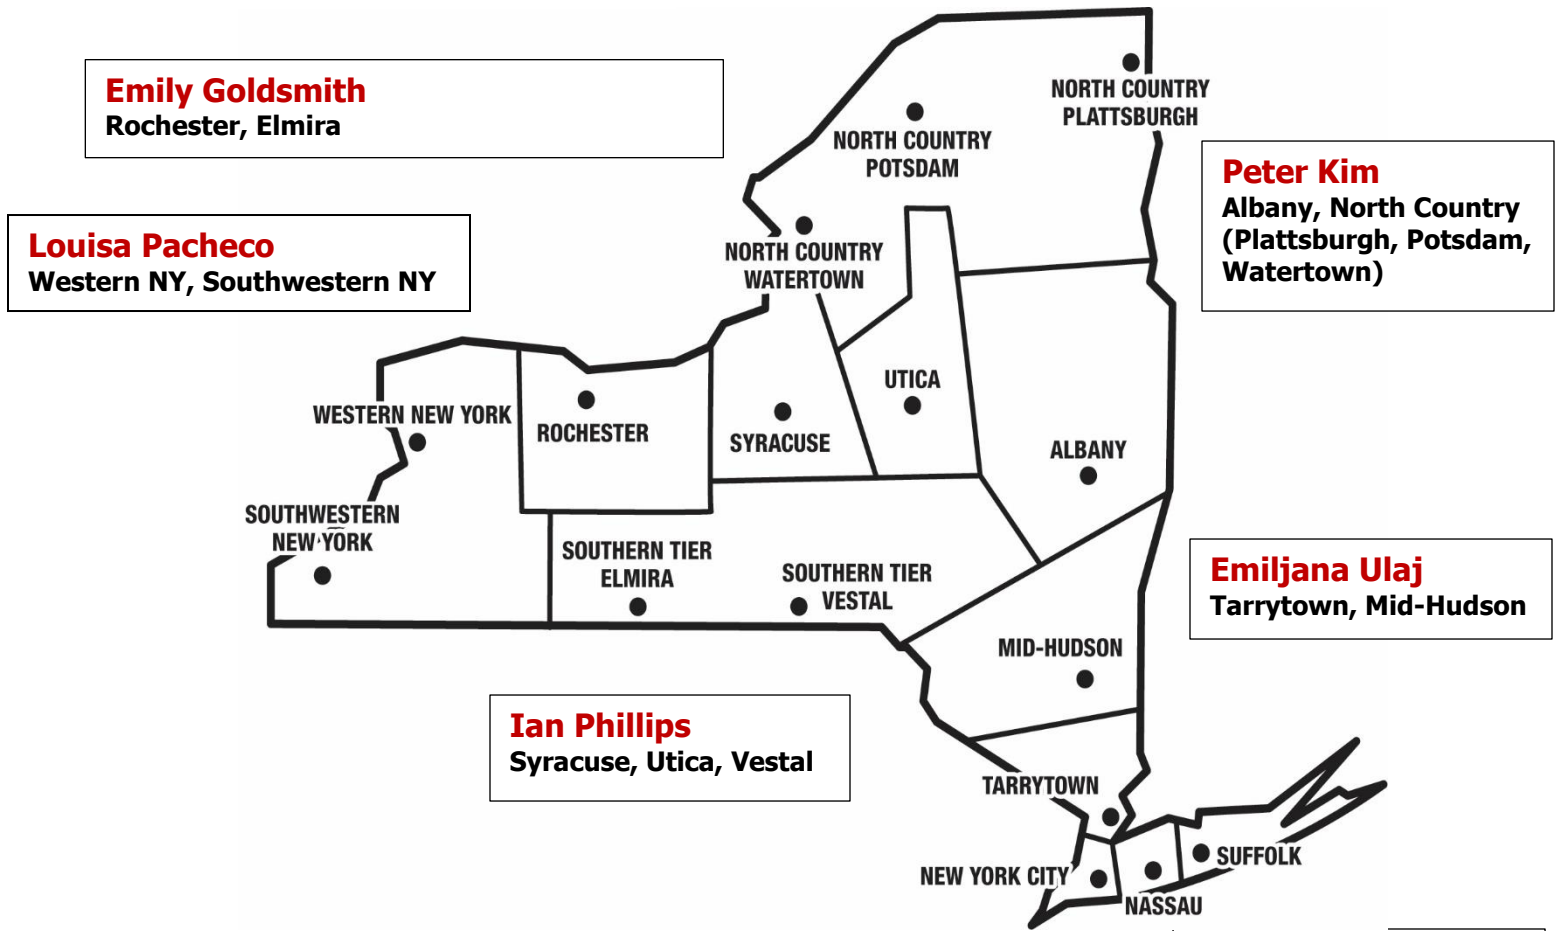 Emily Goldsmith
Rochester, Elmira
NORTH COUNTRY
PLATTSBURGH
NORTH COUNTRY
POTSDAM
Peter Kim
Albany, North Country
(Plattsburgh, Potsdam,
Watertown)
Louisa Pacheco
Western NY, Southwestern NY
NORTH COUNTRY
WATERTOWN
UTICA
WESTERN NEW YORK
ROCHESTER
SYRACUSE
ALBANY
SOUTHWESTERN
NEW YORK
SOUTHERN TIER
ELMIRA
SOUTHERN TIER
VESTAL
Emiljana Ulaj
Tarrytown, Mid-Hudson
MID-HUDSON
Ian Phillips
Syracuse, Utica, Vestal
TARRYTOWN
SUFFOLK
NEW YORK CITY
NASSAU